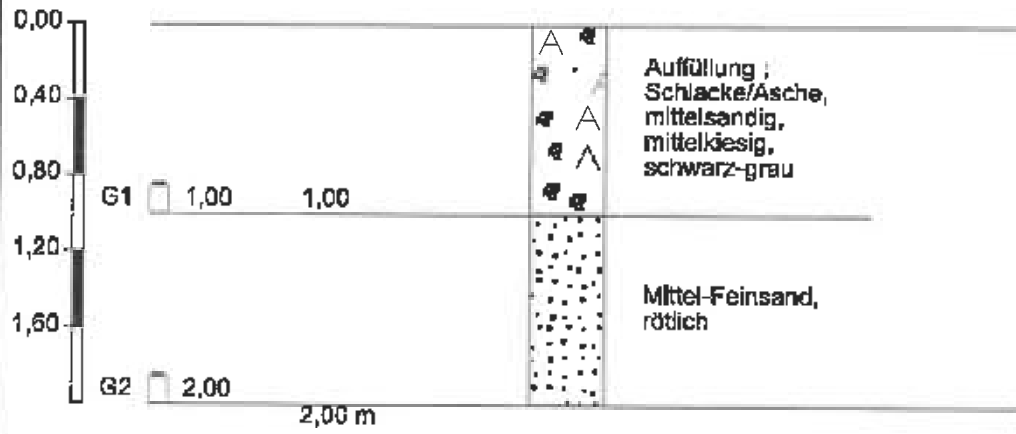 0,00
A
Auffüllung ;
Schlacke/Asche,
0,40
mittelsandig,
A
mittelkiesig,
0,80
schwarz-grau
G1 1,00 1,00
1,20
Mittel-Feinsand,
1,60
rötlich
G2 2,00
2,00 m